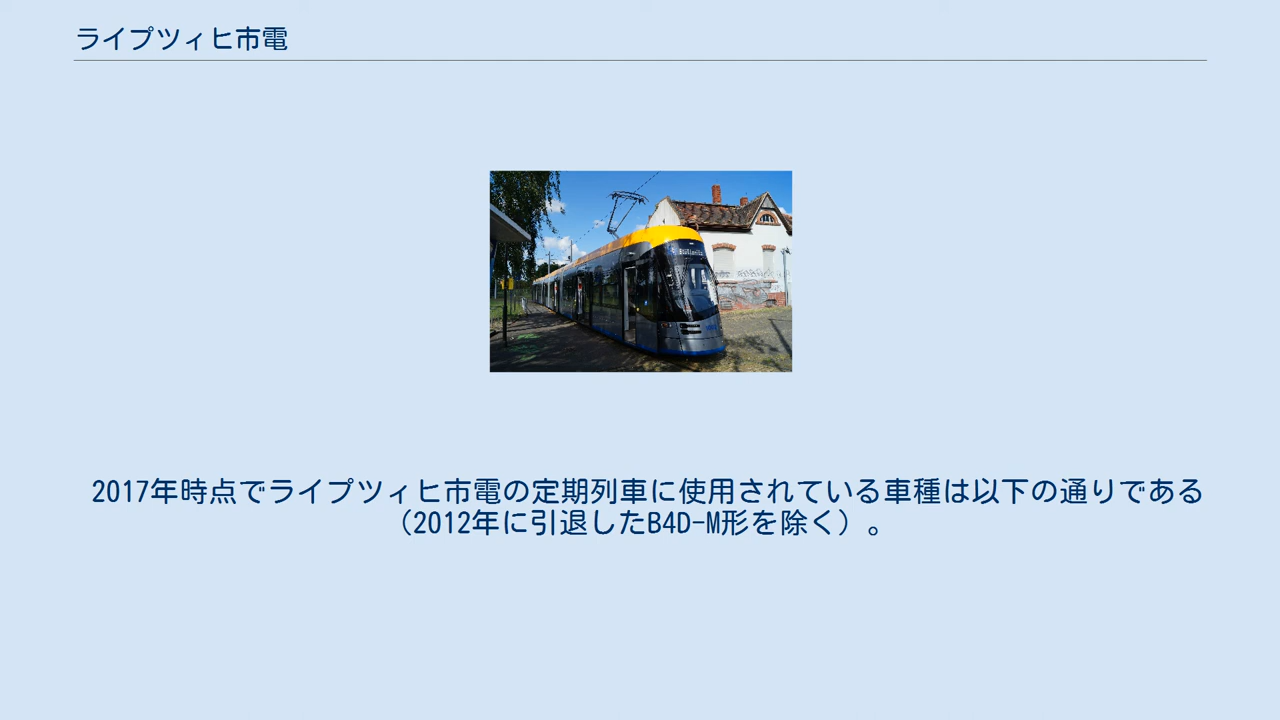 ライプツィヒ市電
2017年時点でライプツィヒ市電の定期列車に使用されている車種は以下の通りである
（2012年に引退したB4D-M形を除く）。